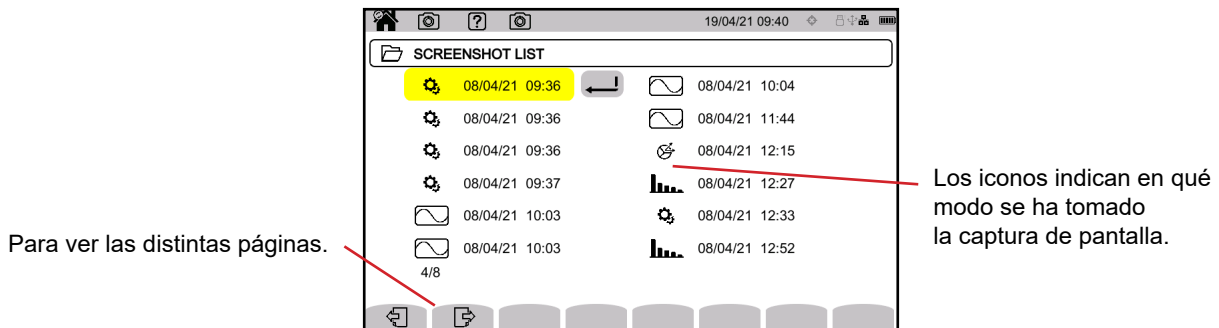 19/04/21 09:40
SCREENSHOT LIST
08/04/21 09:36
08/04/21 10:04
08/04/21 09:36
08/04/21 11:44
08/04/21 09:36
08/04/21 12:15
08/04/21 09:37
08/04/21 12:27
08/04/21 10:03
08/04/21 12:33
08/04/21 10:03
08/04/21 12:52
4/8
Para ver las distintas páginas.
Los iconos indican en qué
modo se ha tomado
la captura de pantalla.